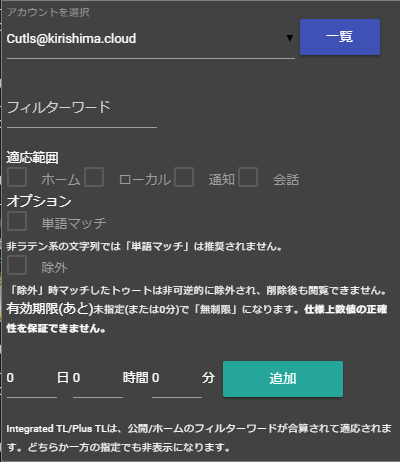 アカウントを選択
Cutls@kirishima.cloud ▼ 一覧
フィルターワード
適応範囲
ホーム ローカル 通知 会話
オプション
単語マッチ
非ラテン系の文字列では「単語マッチ」は推奨されません。
除外
「除外」時マッチしたトゥートは非可逆的に除外され、削除後も閲覧できません。
有効期限(あと)未指定(または0分)で「無制限」になります。仕様上数値の正確
性を保証できません。
0 日 0 時間 0 分 追加
Integrated TL/Plus TLは、公開/ホームのフィルターワードが合算されて適応されま
す。どちらか一方の指定でも非表示になります。